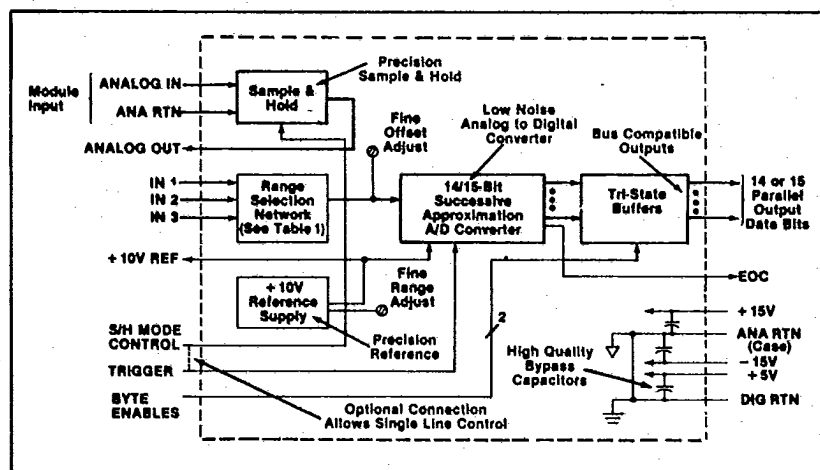 Module
Input
ANALOG IN
ANA RTN
ANALOG OUT
IN 1
IN 2
IN 3
+ 10V REF
S/H MODE
CONTROL
TRIGGER
BYTE
ENABLES
Sample &
Hold
Precision
Sample & Hold
Fine
Offset
Adjust
Low Noise
Analog to Digital
Converter
Bus Compatible
Outputs
Range
Selection
Network
(See Table 1)
14/15-Bit
Successive
Approximation
A/D Converter
Tri-State
Buffers
14 or 15
Parallel
Output
Data Bits
EOC
+ 10V
Reference
Supply
Fine
Range
Adjust
Precision
Reference
2
Optional Connection
Allows Single Line Control
High Quality
Bypass
Capacitors
+ 15V
ANA RTN
(Case)
- 15V
+ 5V
DIG RTN